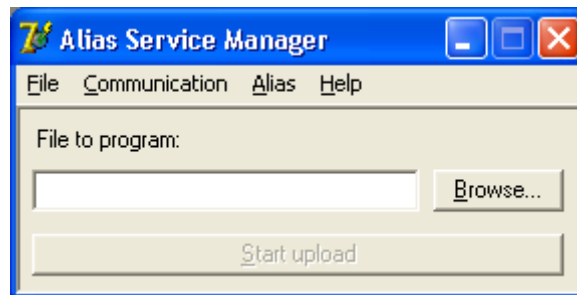 Alias Service Manager
File Communication Alias Help
File to program:
Browse...
Start upload